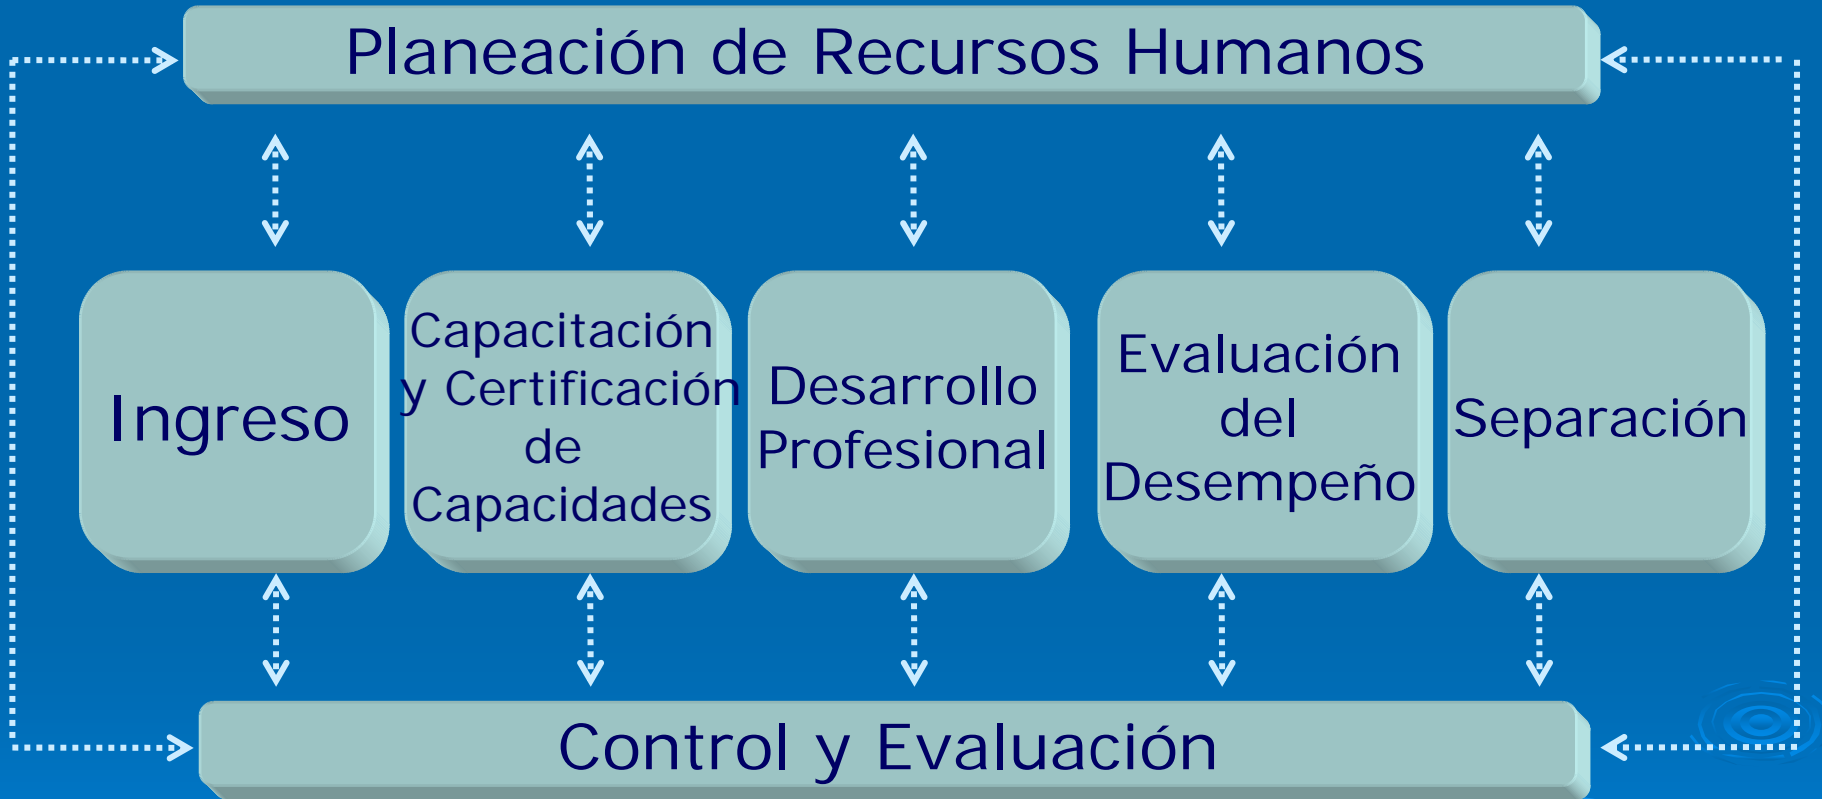 Planeación de Recursos Humanos
Ingreso
Capacitación
y Certificación
de
Capacidades
Desarrollo
Profesional
Evaluación
del
Desempeño
Separación
Control y Evaluación